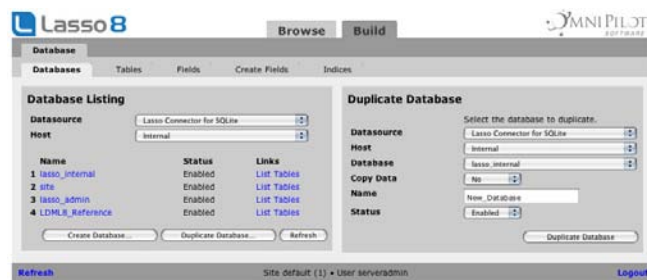 Lasso 8
Browse
Build
OMNIPILOT
SOFTWARE
Database
Databases
Tables
Fields
Create Fields
Indices
Database Listing
Datasource
Lasso Connector for SQLite
Host
Internal
Name Status Links
1 lasso_internal Enabled List Tables
2 site Enabled List Tables
3 lasso_admin Enabled List Tables
4 LDML8_Reference Enabled List Tables
Create Database...
Duplicate Database...
Refresh
Duplicate Database
Select the database to duplicate.
Datasource
Lasso Connector for SQLite
Host
Internal
Database
lasso_internal
Copy Data
No
Name
New_Database
Status
Enabled
Duplicate Database
Refresh
Site default (1) • User serveradmin
Logout